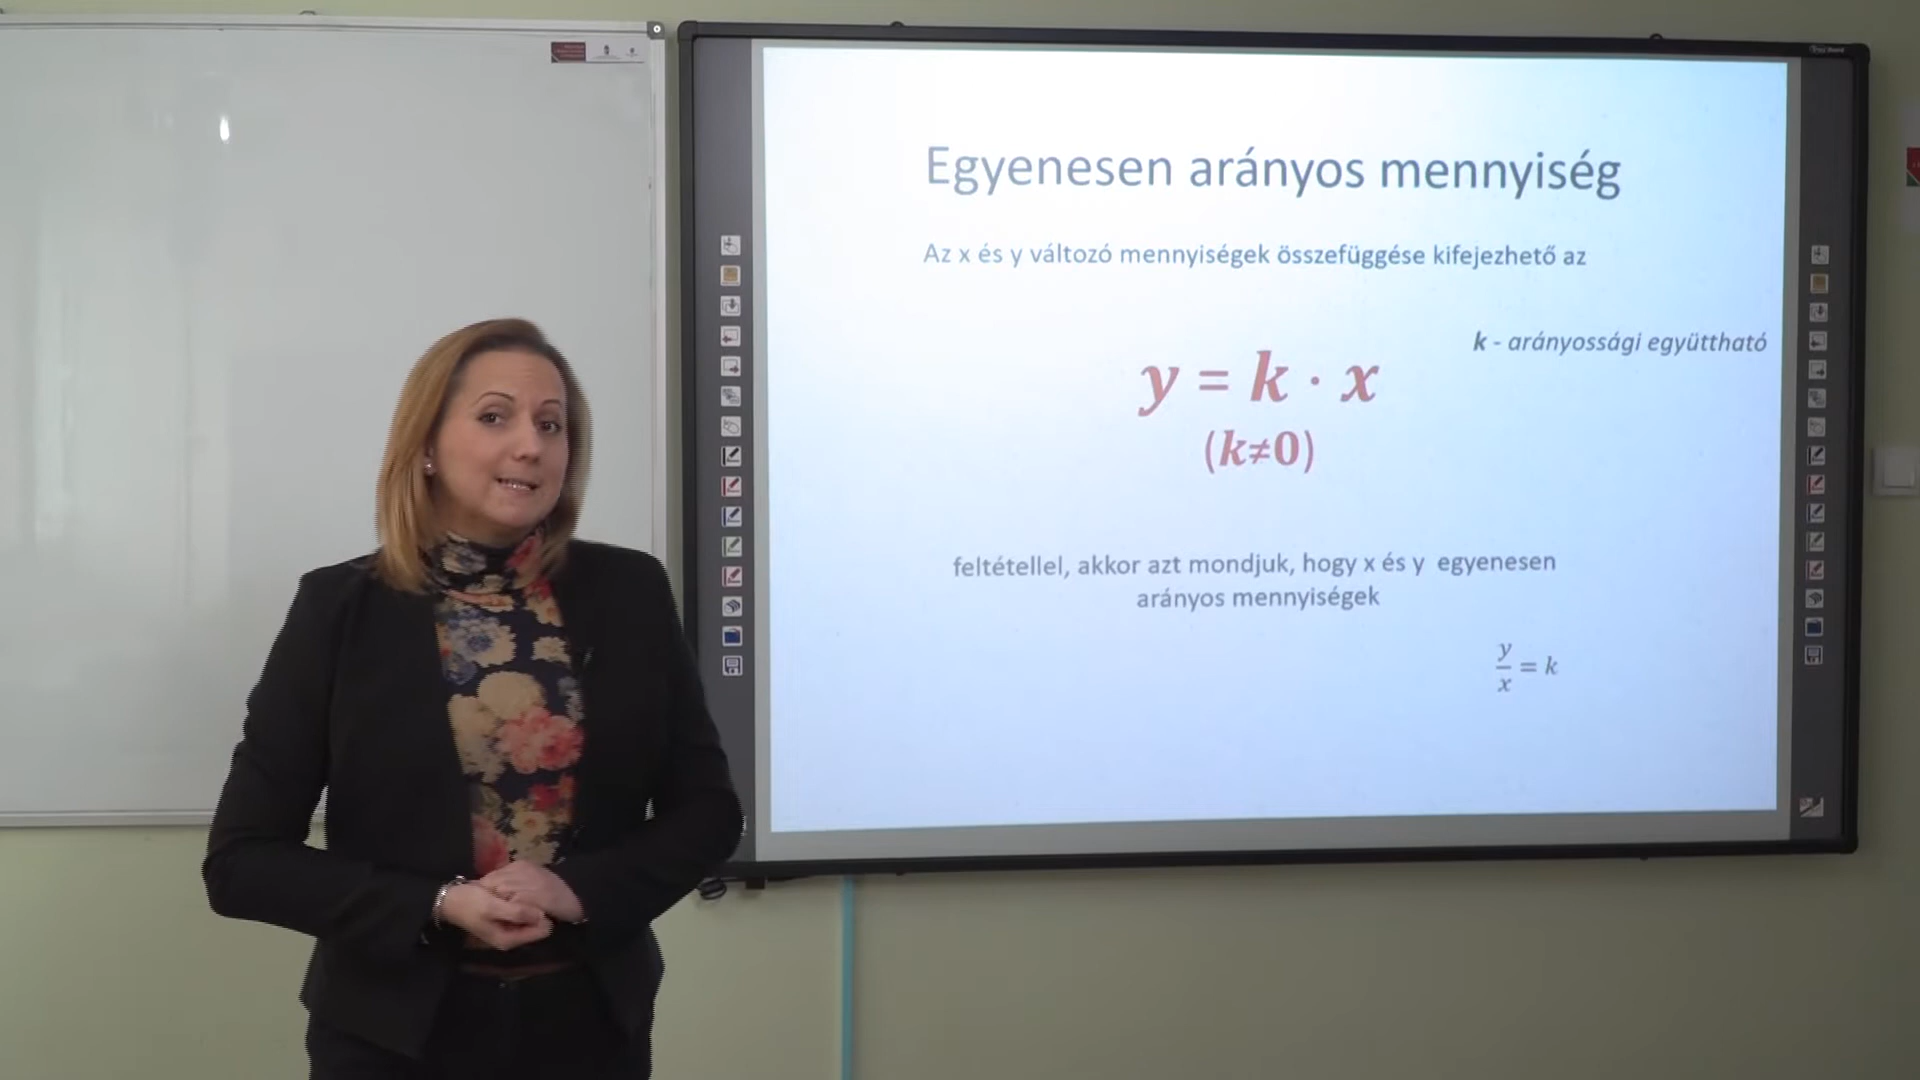 Egyenesen arányos mennyiség
Az x és y változó mennyiségek összefüggése kifejezhető az
k - arányossági együttható
y = k · x
(k≠0)
feltétellel, akkor azt mondjuk, hogy x és y egyenesen
arányos mennyiségek
y/x = k